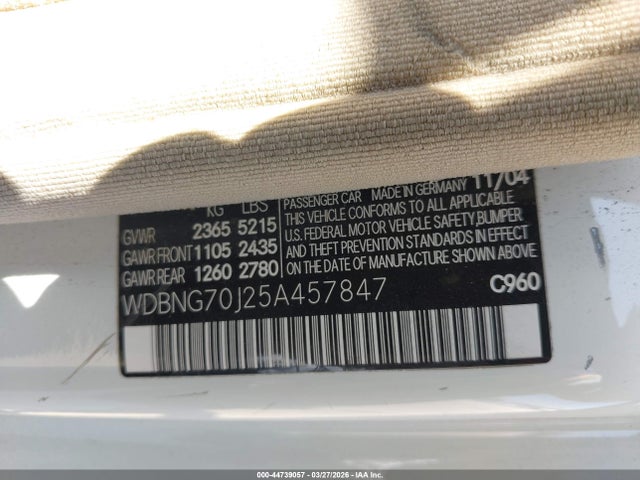 KG LBS
GVWR 2365 5215
GAWR FRONT 1105 2435
GAWR REAR 1260 2780
PASSENGER CAR MADE IN GERMANY 11/04
THIS VEHICLE CONFORMS TO ALL APPLICABLE
U.S. FEDERAL MOTOR VEHICLE SAFETY, BUMPER
AND THEFT PREVENTION STANDARDS IN EFFECT
ON THE DATE OF MANUFACTURE SHOWN ABOVE
WDBNG70J25A457847
C960
000-44739057 | 03/27/2026 | © IAA Holdings, LLC